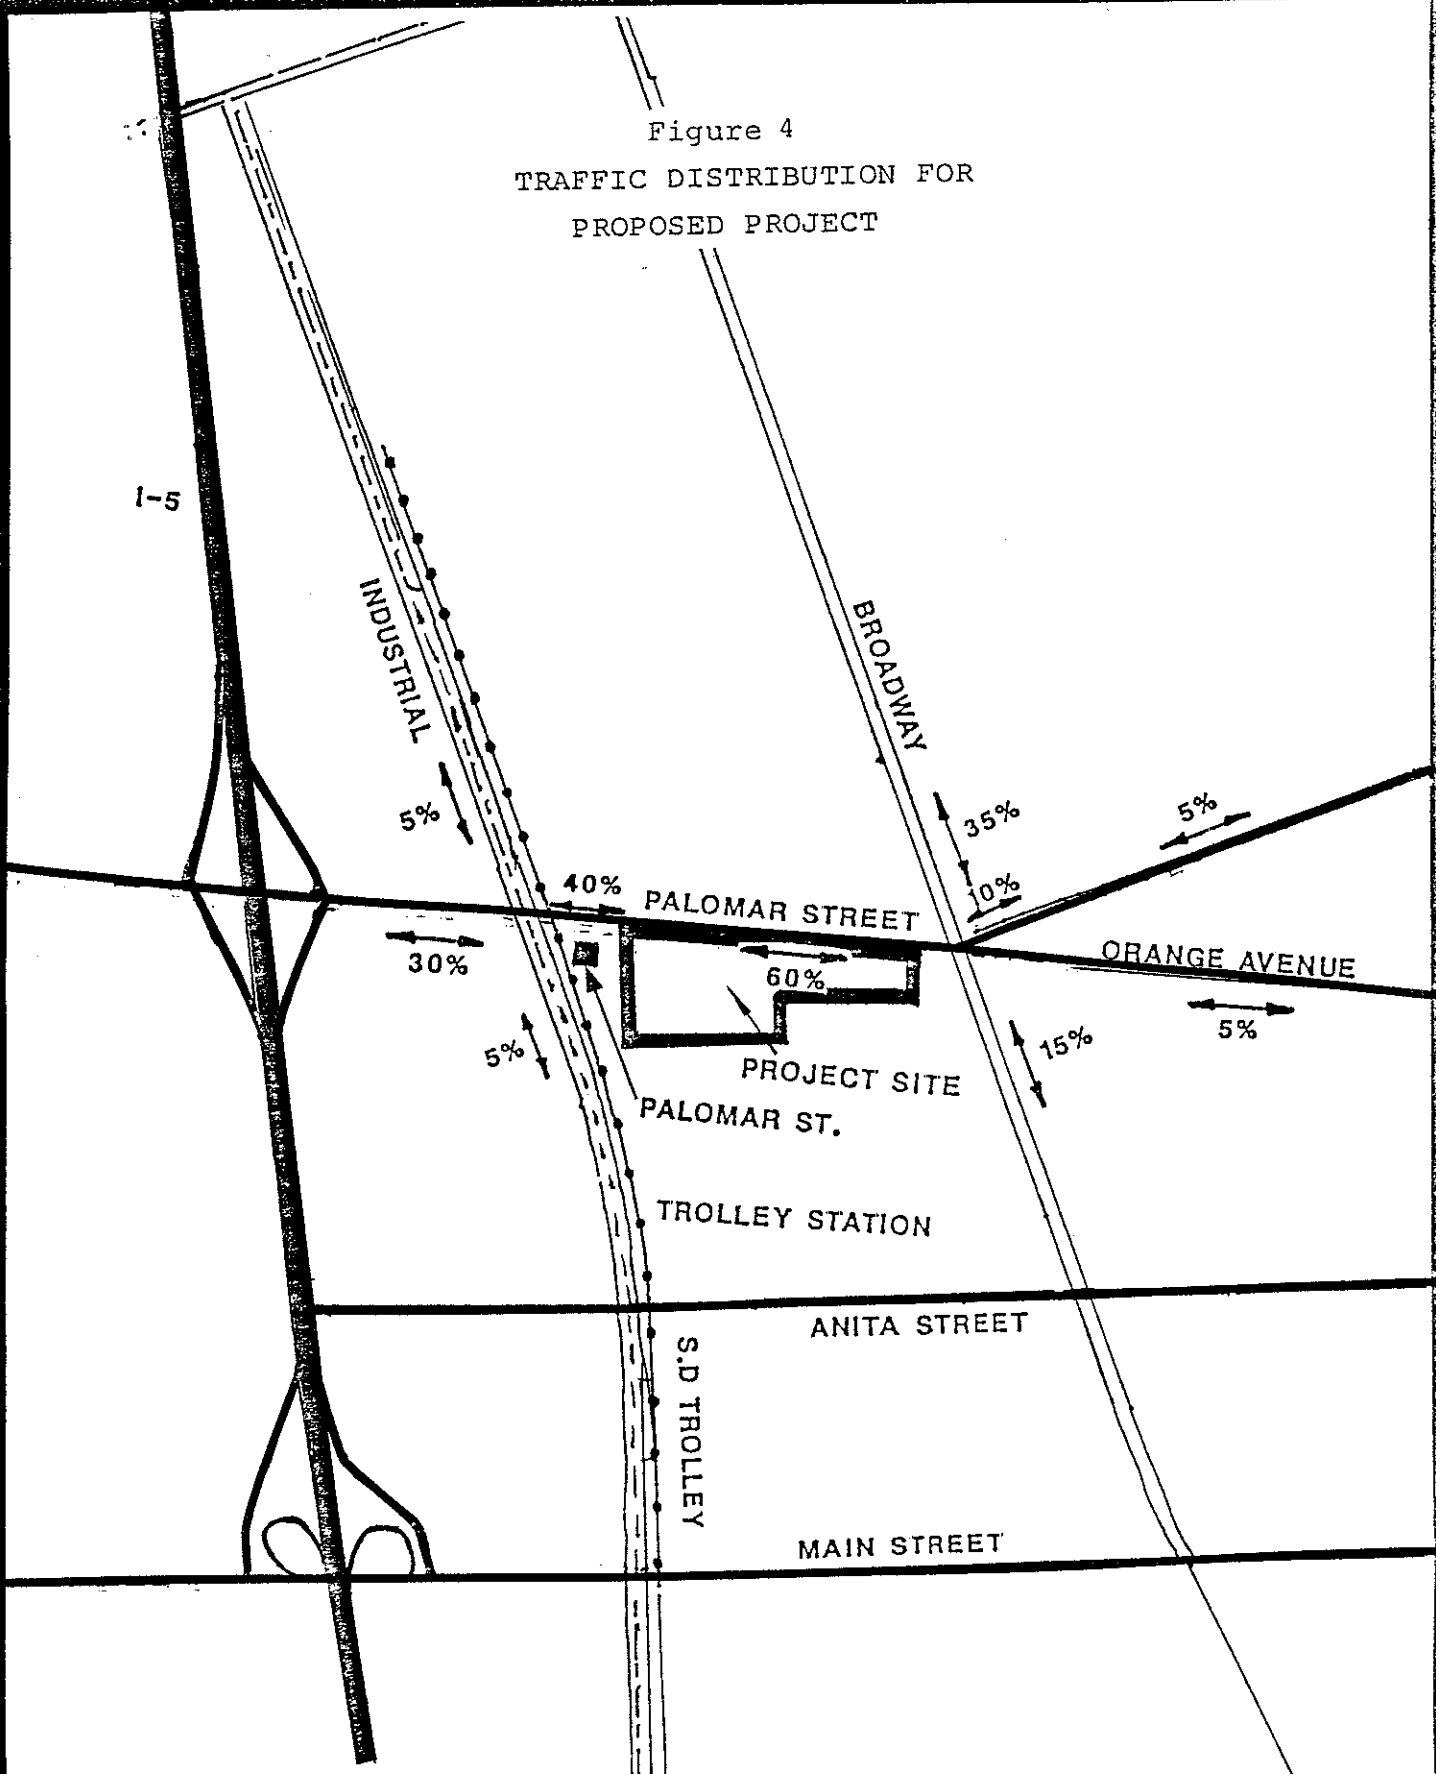 Figure 4
TRAFFIC DISTRIBUTION FOR
PROPOSED PROJECT
I-5
INDUSTRIAL
BROADWAY
5%
35%
5%
40%
PALOMAR STREET
10%
30%
60%
ORANGE AVENUE
5%
5%
15%
PROJECT SITE
PALOMAR ST.
TROLLEY STATION
ANITA STREET
S.D TROLLEY
MAIN STREET